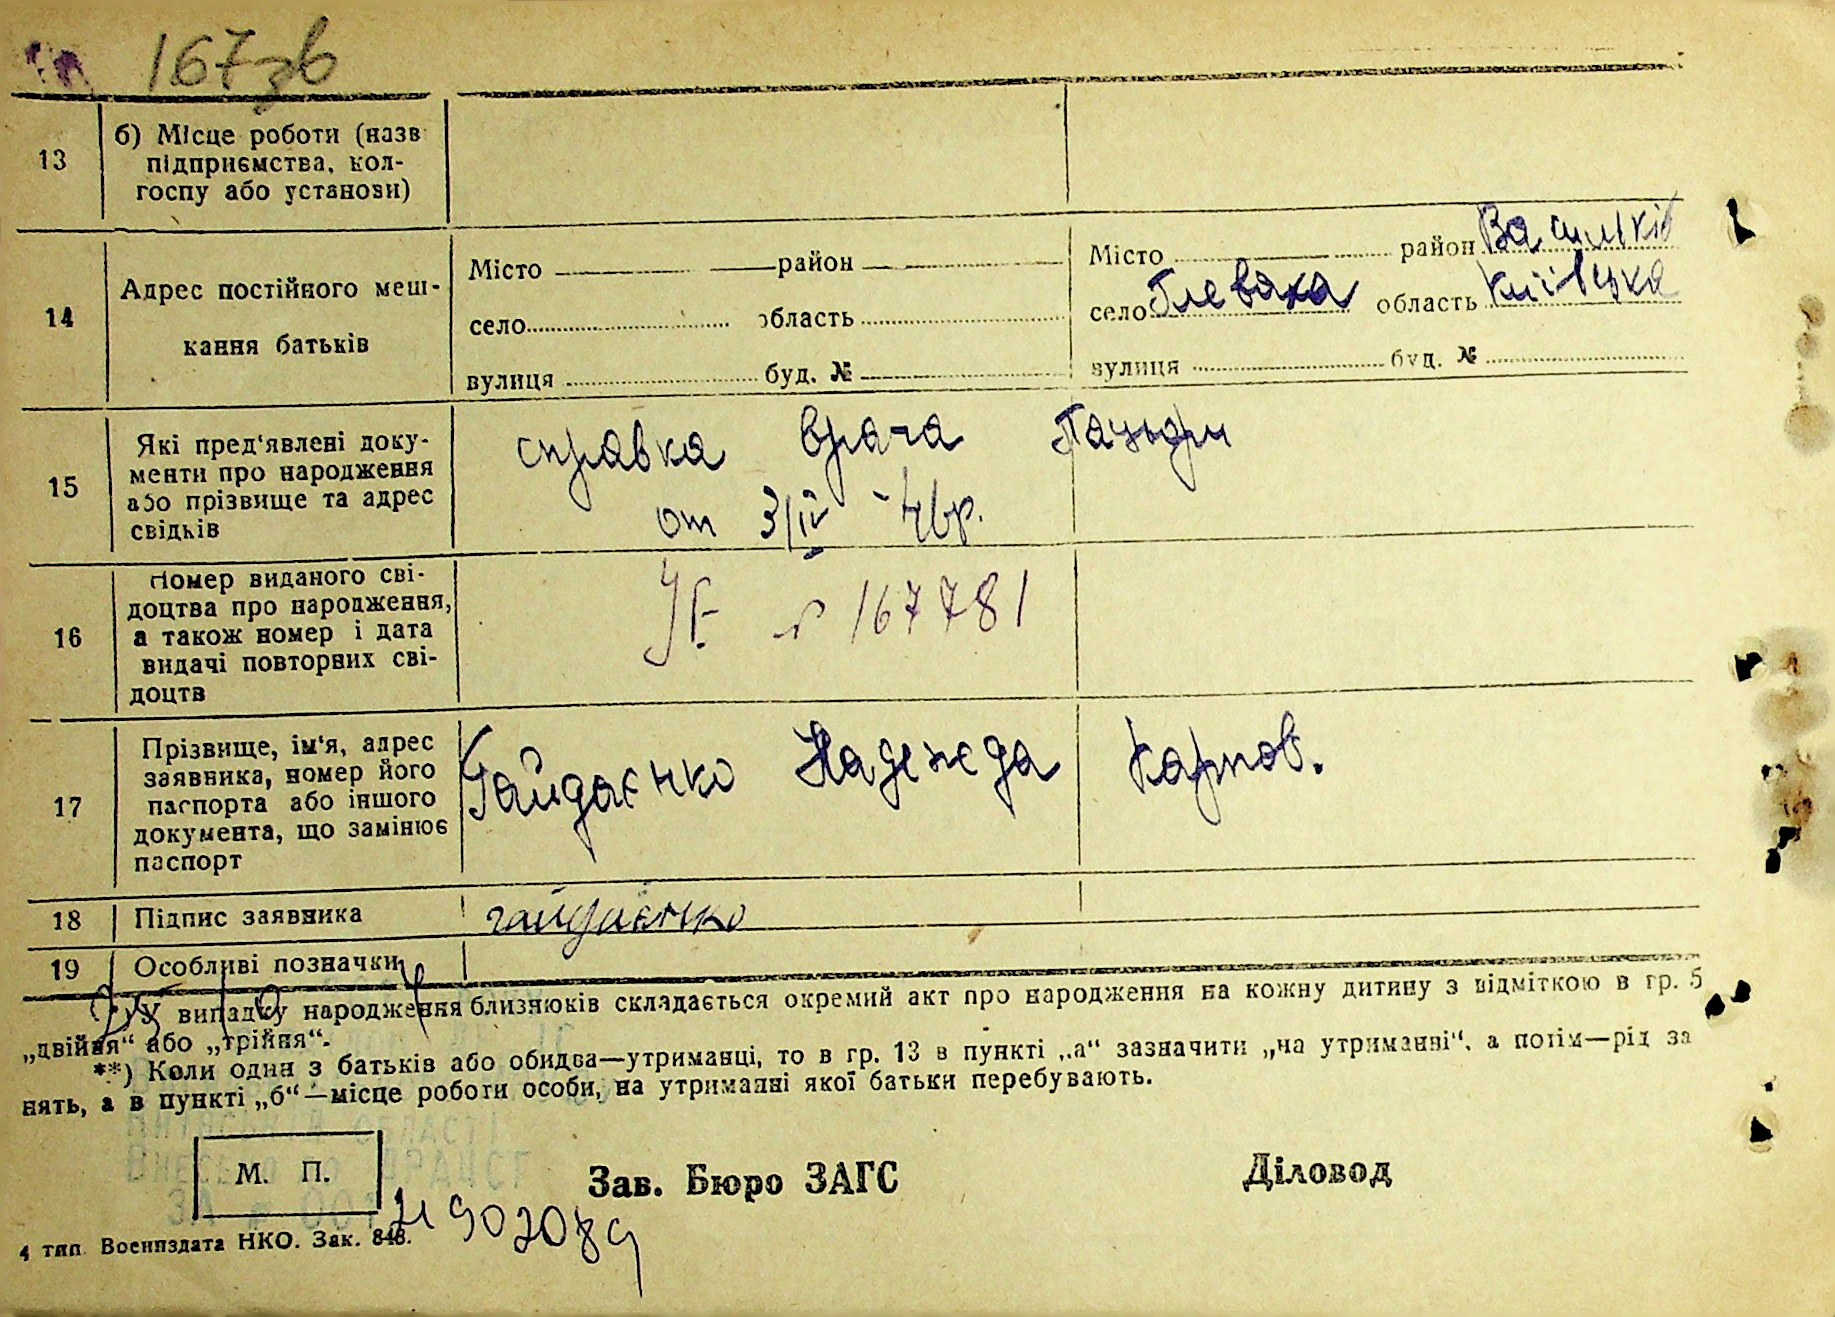 167зв
13
б) Місце роботи (назв
підприємства, кол-
госпу або установи)
14
Адрес постійного меш-
кання батьків
Місто район
село область
вулиця буд. №
Місто район Васильків
село Глеваха область Київська
вулиця буд. №
15
Які пред'явлені доку-
менти про народження
або прізвище та адрес
свідків
справка врача
от 3/IV - 46р.
16
Номер виданого сві-
доцтва про народження,
а також номер і дата
видачі повторних сві-
доцтв
№ 167781
17
Прізвище, ім'я, адрес
заявника, номер його
паспорта або іншого
документа, що замінює
паспорт
Гайдаєнко Надежда Карпов.
18
Підпис заявника
гайдаєнко
19
Особливі позначки
*) У випадку народження близнюків складається окремий акт про народження на кожну дитину з відміткою в гр. 5
„двійня“ або „трійня“.
**) Коли один з батьків або обидва—утриманці, то в гр. 13 в пункті „а“ зазначити „на утриманні“, а потім—рід за
нять, а в пункті „б“—місце роботи особи, на утриманні якої батьки перебувають.
М. П.
Зав. Бюро ЗАГС
Діловод
4 тип. Воениздата НКО. Зак. 848.